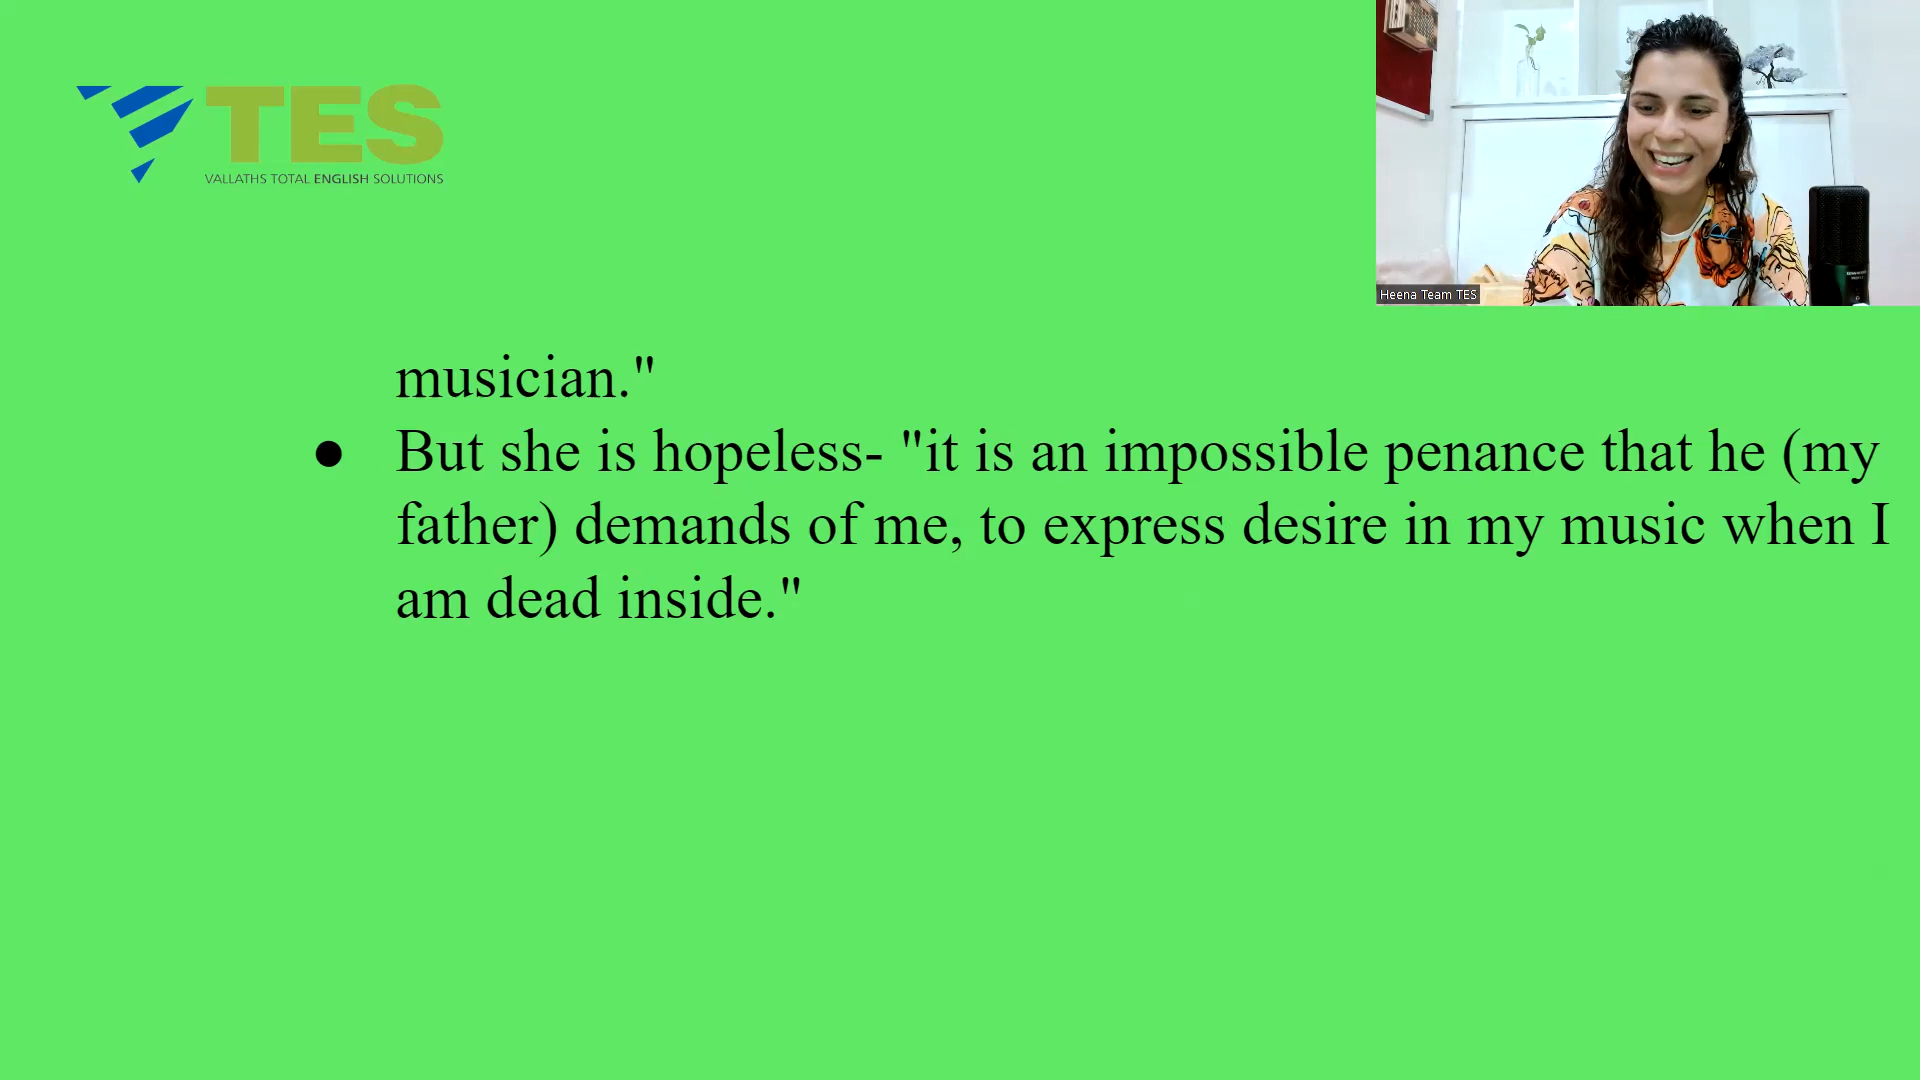 TES
VALLATHS TOTAL ENGLISH SOLUTIONS
Heena Team TES
musician."
● But she is hopeless- "it is an impossible penance that he (my
father) demands of me, to express desire in my music when I
am dead inside."